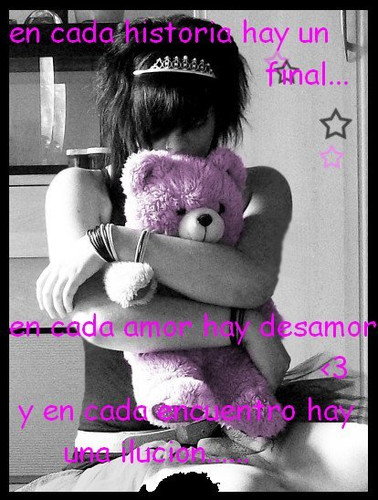 en cada historia hay un
final...
en cada amor hay desamor
<3
y en cada encuentro hay
una ilucion......